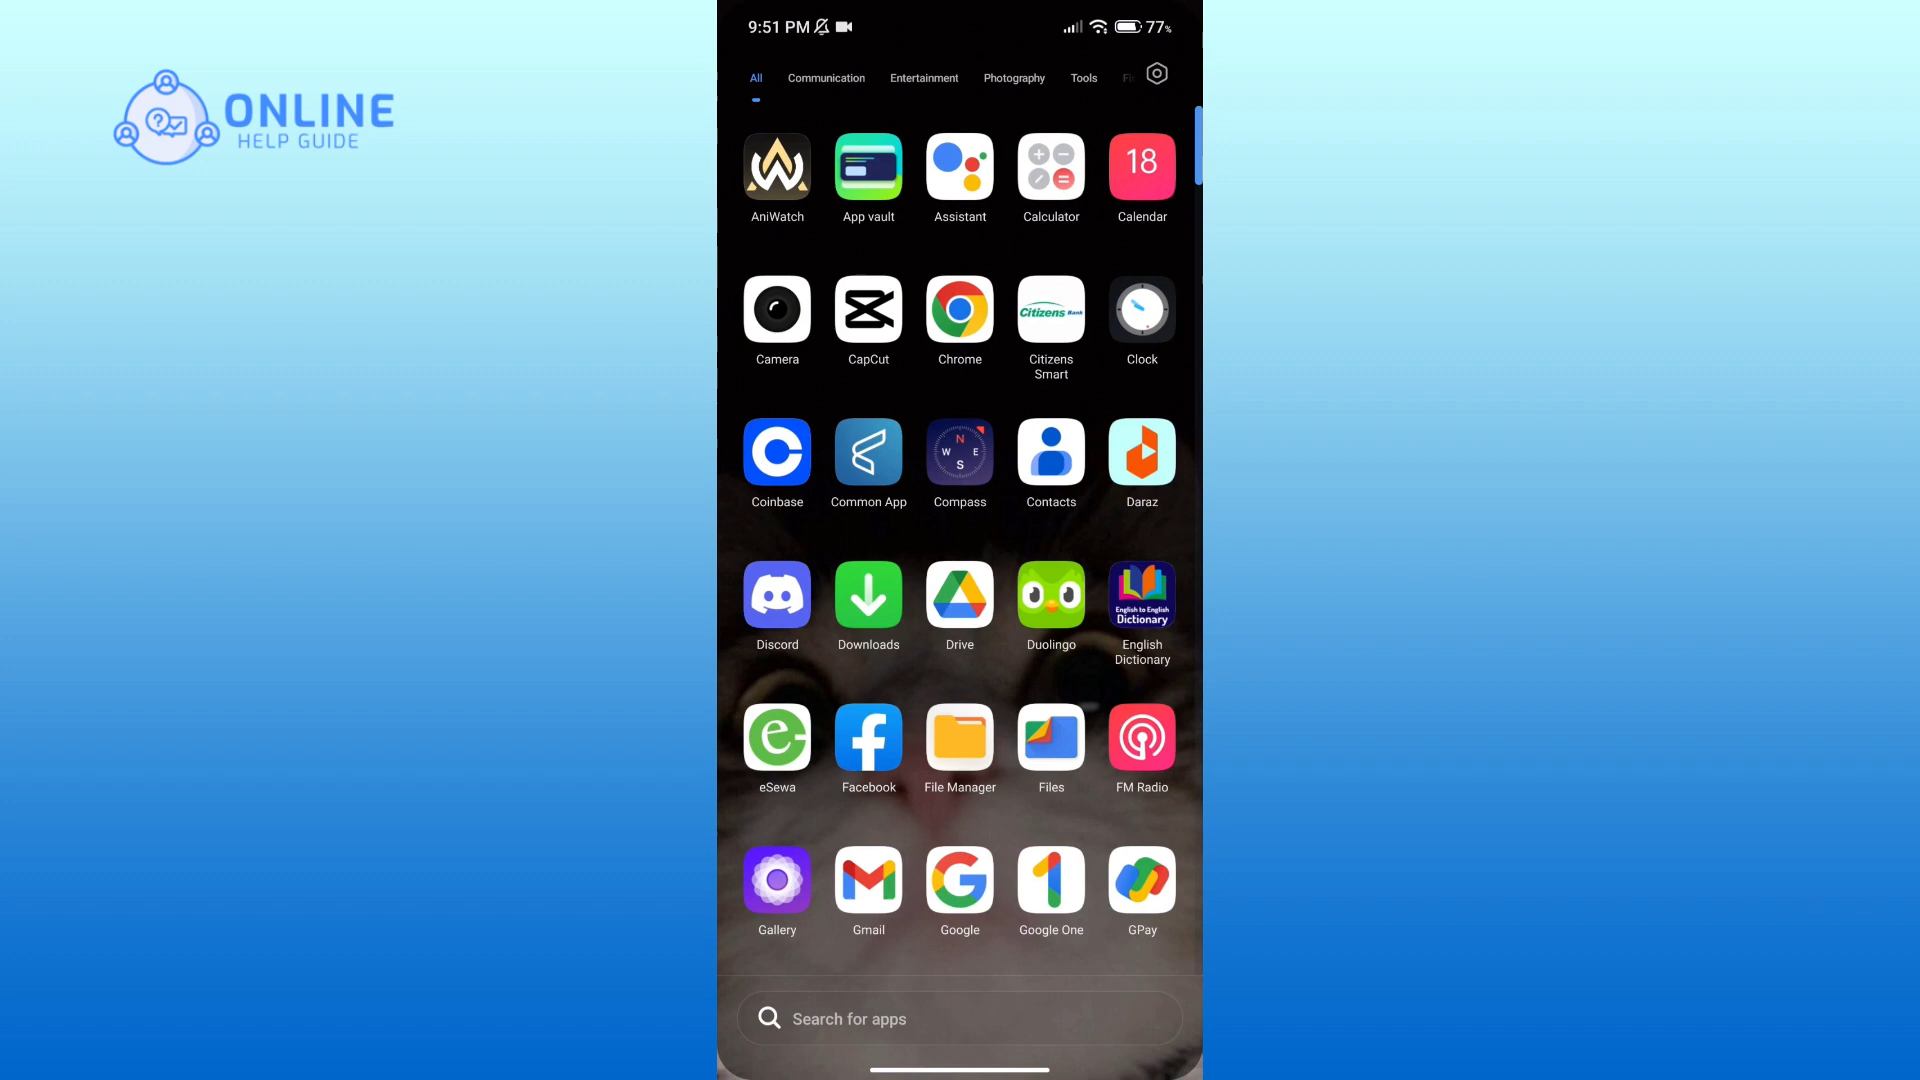 ONLINE
HELP GUIDE
9:51 PM 77%
All Communication Entertainment Photography Tools
18
AniWatch App vault Assistant Calculator Calendar
Citizens Bank
Camera CapCut Chrome Citizens Smart Clock
N
W E
S
Coinbase Common App Compass Contacts Daraz
English to English
Dictionary
Discord Downloads Drive Duolingo English Dictionary
eSewa Facebook File Manager Files FM Radio
Gallery Gmail Google Google One GPay
Search for apps